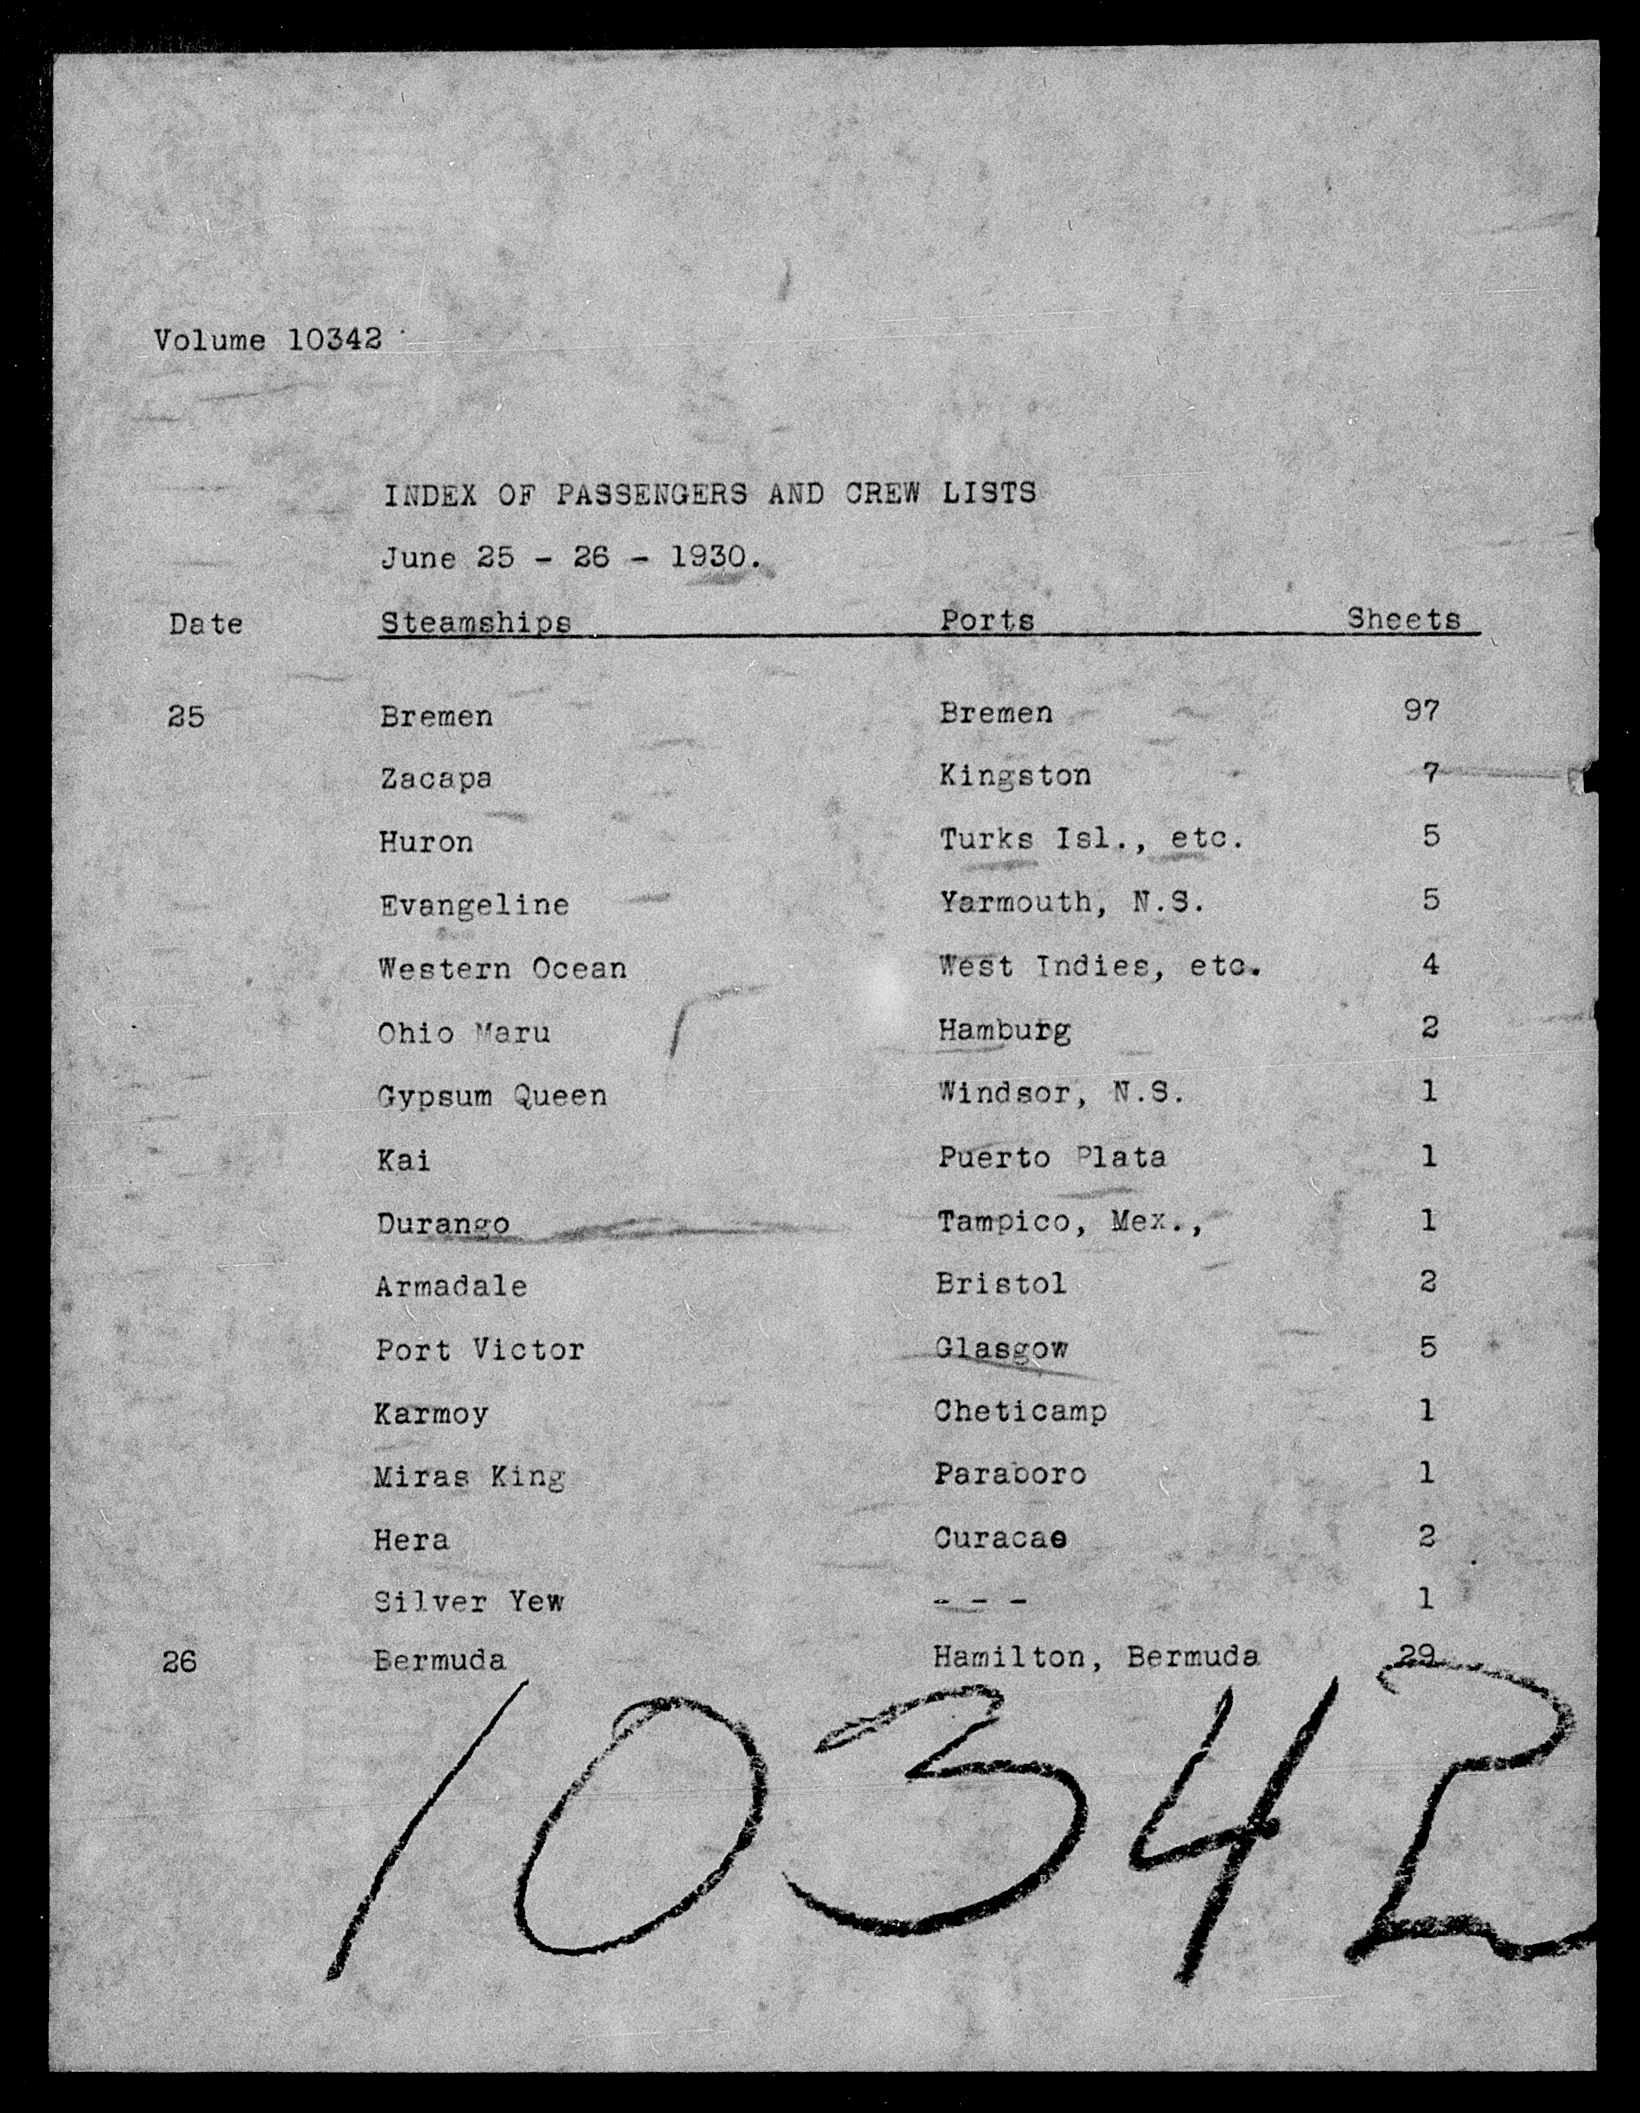 Volume 10342
INDEX OF PASSENGERS AND CREW LISTS
June 25 - 26 - 1930.
Date Steamships Ports Sheets
25 Bremen Bremen 97
Zacapa Kingston 7
Huron Turks Isl., etc. 5
Evangeline Yarmouth, N.S. 5
Western Ocean West Indies, etc. 4
Ohio Maru Hamburg 2
Gypsum Queen Windsor, N.S. 1
Kai Puerto Plata 1
Durango Tampico, Mex., 1
Armadale Bristol 2
Port Victor Glasgow 5
Karmoy Cheticamp 1
Miras King 1
Hera Curacao 2
Silver Yew - - - 1
26 Bermuda Hamilton, Bermuda 29
10342